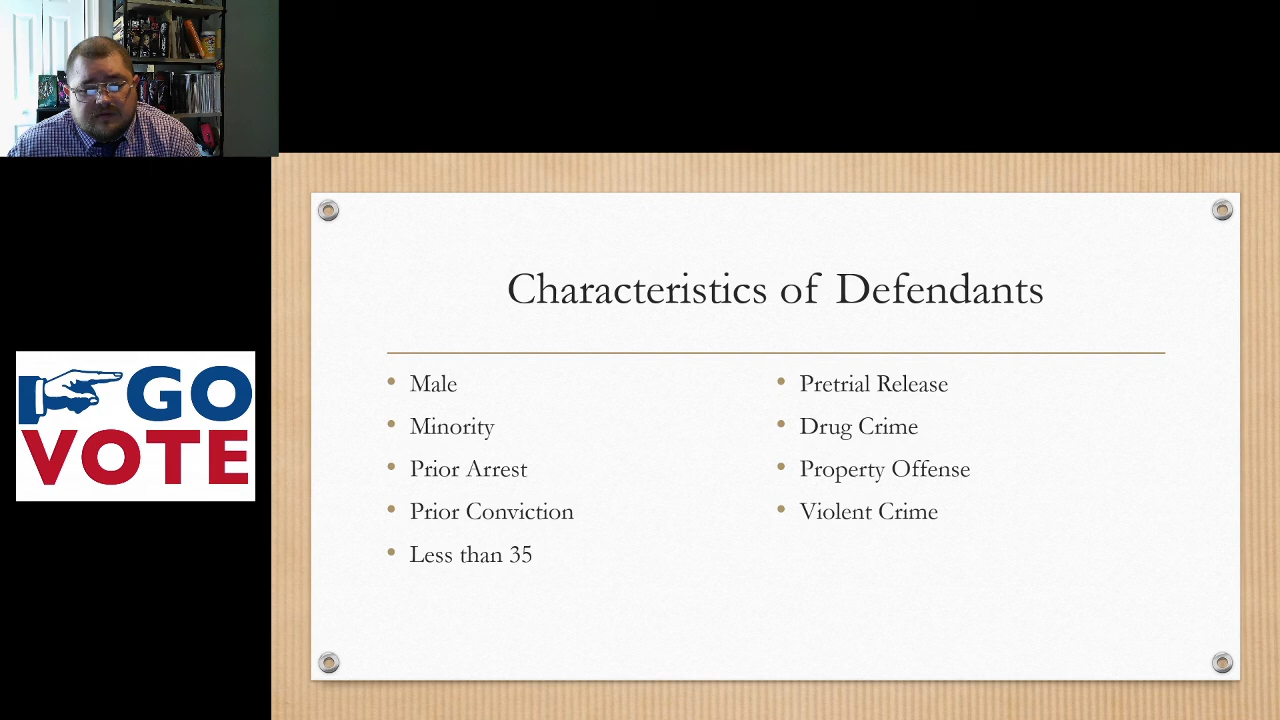 GO
VOTE
Characteristics of Defendants
• Male
• Minority
• Prior Arrest
• Prior Conviction
• Less than 35
• Pretrial Release
• Drug Crime
• Property Offense
• Violent Crime